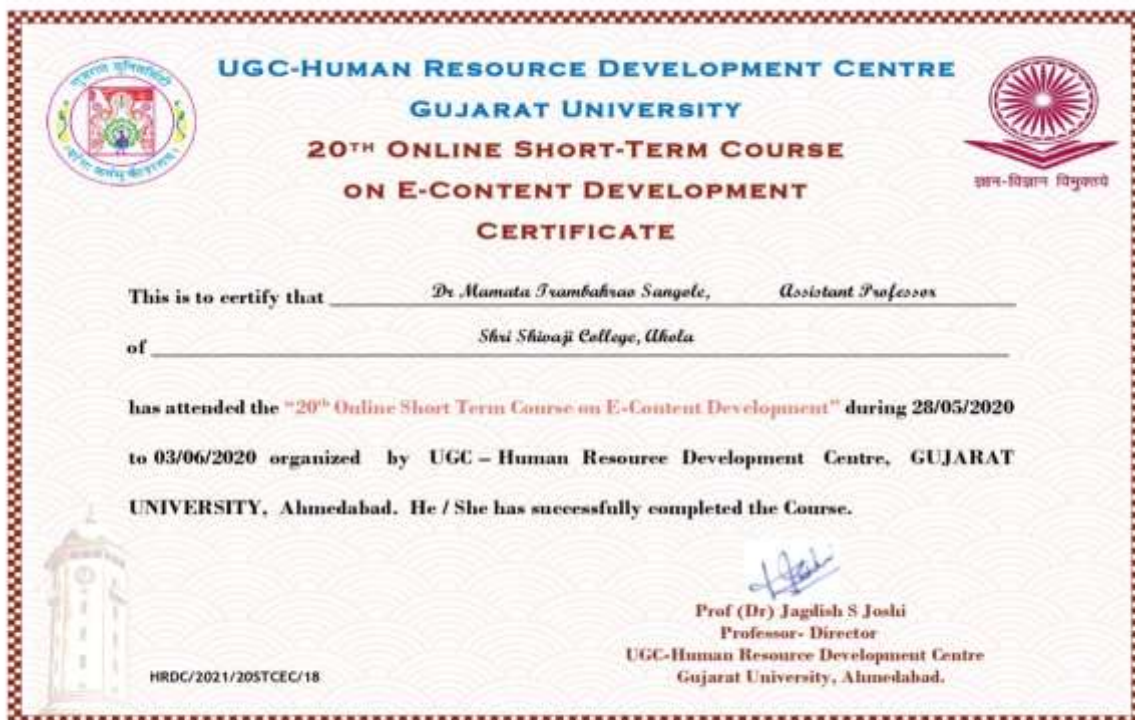 UGC-HUMAN RESOURCE DEVELOPMENT CENTRE
GUJARAT UNIVERSITY
20TH ONLINE SHORT-TERM COURSE
ON E-CONTENT DEVELOPMENT
CERTIFICATE
ज्ञान-विज्ञान विमुक्तये
This is to certify that Dr Mamata Trambakrao Sangole, Assistant Professor
of Shri Shivaji College, Akola
has attended the "20th Online Short Term Course on E-Content Development" during 28/05/2020
to 03/06/2020 organized by UGC – Human Resource Development Centre, GUJARAT
UNIVERSITY, Ahmedabad. He / She has successfully completed the Course.
Prof (Dr) Jagdish S Joshi
Professor- Director
UGC-Human Resource Development Centre
Gujarat University, Ahmedabad.
HRDC/2021/20STCEC/18